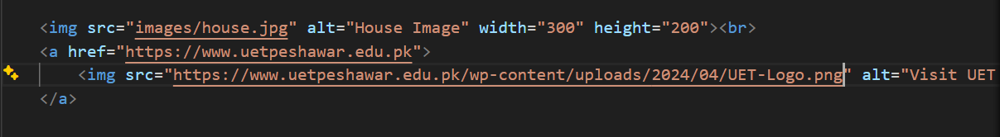 <img src="images/house.jpg" alt="House Image" width="300" height="200"><br>
<a href="https://www.uetpeshawar.edu.pk">
<img src="https://www.uetpeshawar.edu.pk/wp-content/uploads/2024/04/UET-Logo.png" alt="Visit UET
</a>